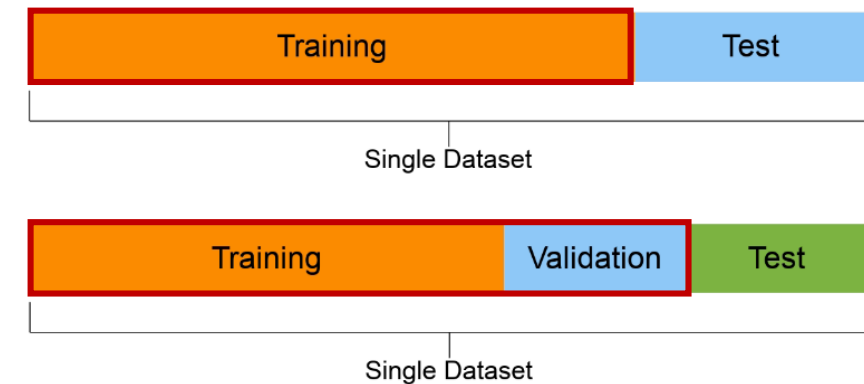 Training Test
Single Dataset
Training Validation Test
Single Dataset